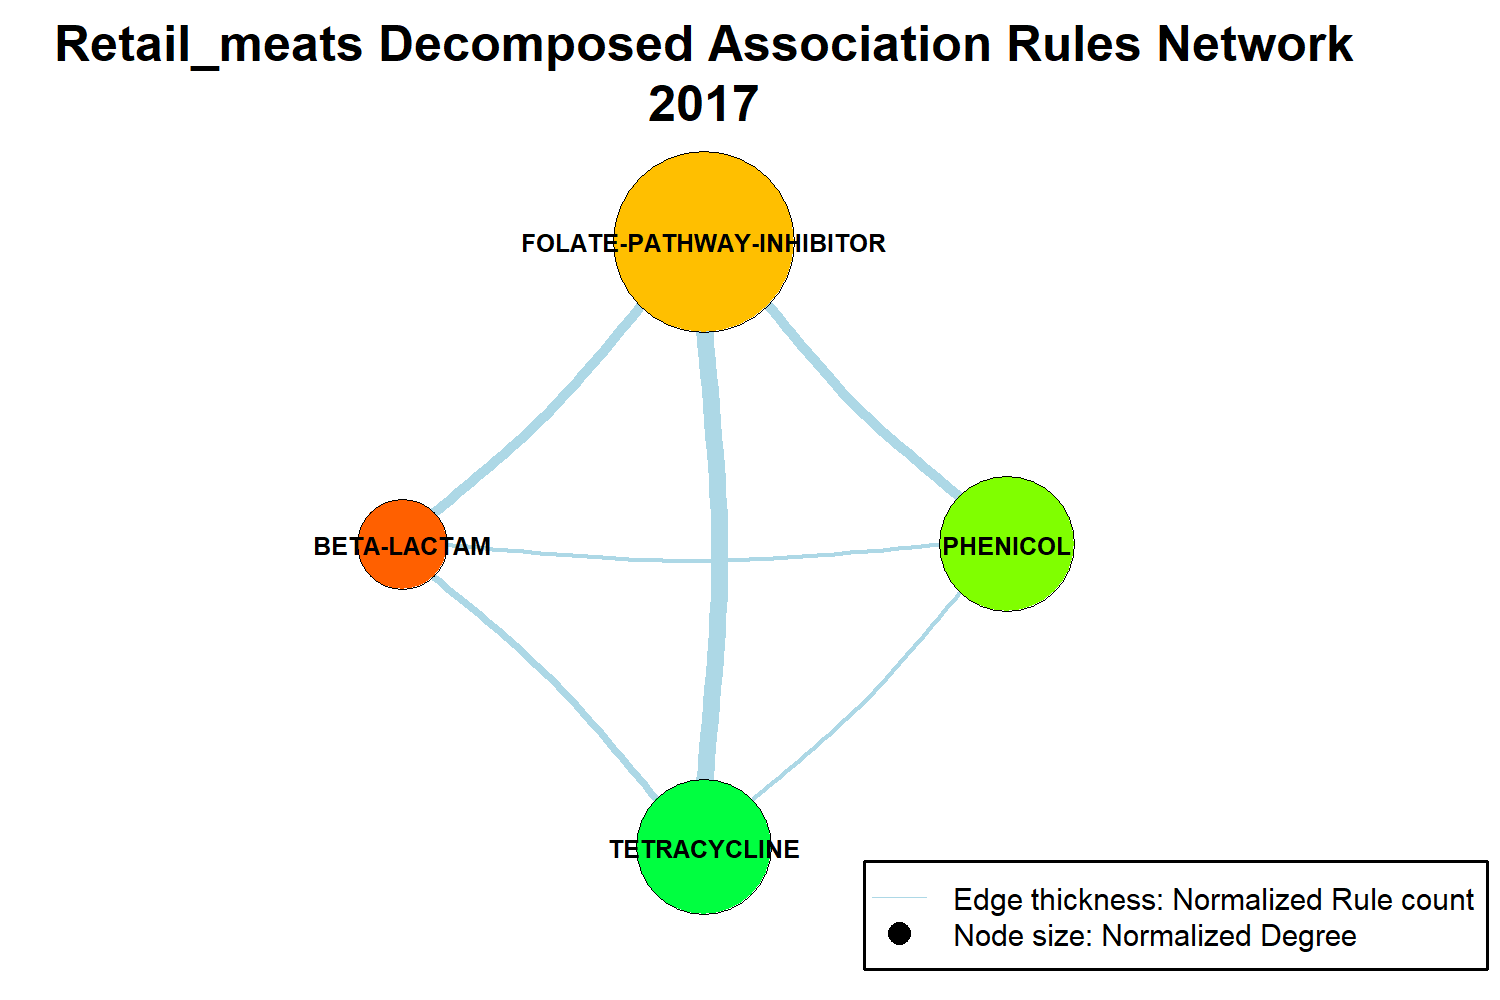 Retail_meats Decomposed Association Rules Network
2017
FOLATE-PATHWAY-INHIBITOR
BETA-LACTAM
PHENICOL
TETRACYCLINE
Edge thickness: Normalized Rule count
Node size: Normalized Degree